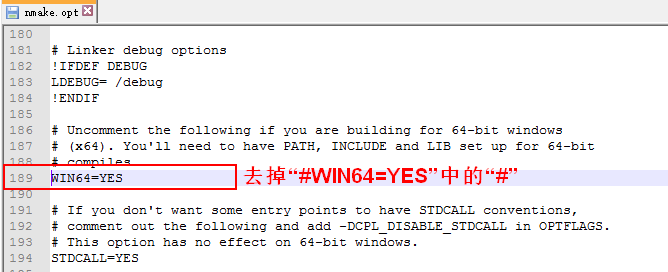 nmake.opt
180
181 # Linker debug options
182 !IFDEF DEBUG
183 LDEBUG= /debug
184 !ENDIF
185
186 # Uncomment the following if you are building for 64-bit windows
187 # (x64). You'll need to have PATH, INCLUDE and LIB set up for 64-bit
188 # compiles.
189 WIN64=YES 去掉“#WIN64=YES”中的“#”
190
191 # If you don't want some entry points to have STDCALL conventions,
192 # comment out the following and add -DCPL_DISABLE_STDCALL in OPTFLAGS.
193 # This option has no effect on 64-bit windows.
194 STDCALL=YES
195